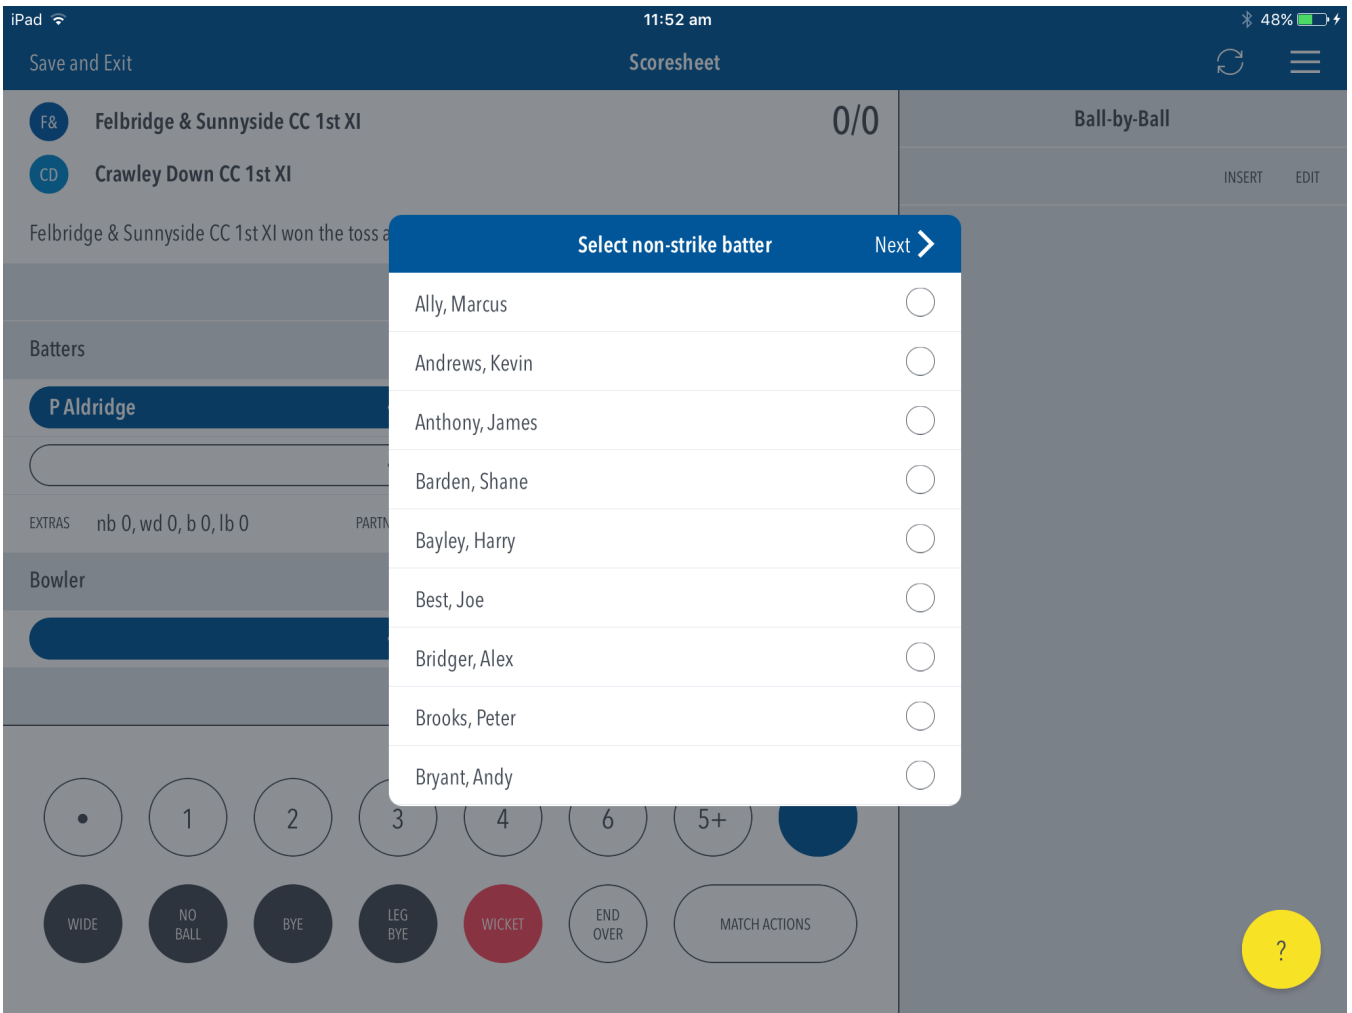 iPad
11:52 am
48%
Save and Exit
Scoresheet
F&
Felbridge & Sunnyside CC 1st XI
0/0
CD
Crawley Down CC 1st XI
Felbridge & Sunnyside CC 1st XI won the toss
Ball-by-Ball
INSERT
EDIT
Select non-strike batter
Next
Ally, Marcus
Andrews, Kevin
Anthony, James
Barden, Shane
Bayley, Harry
Best, Joe
Bridger, Alex
Brooks, Peter
Bryant, Andy
Batters
P Aldridge
EXTRAS nb 0, wd 0, b 0, lb 0
PARTN
Bowler
1
2
3
4
6
5+
WIDE
NO
BALL
BYE
LEG
BYE
WICKET
END
OVER
MATCH ACTIONS
?